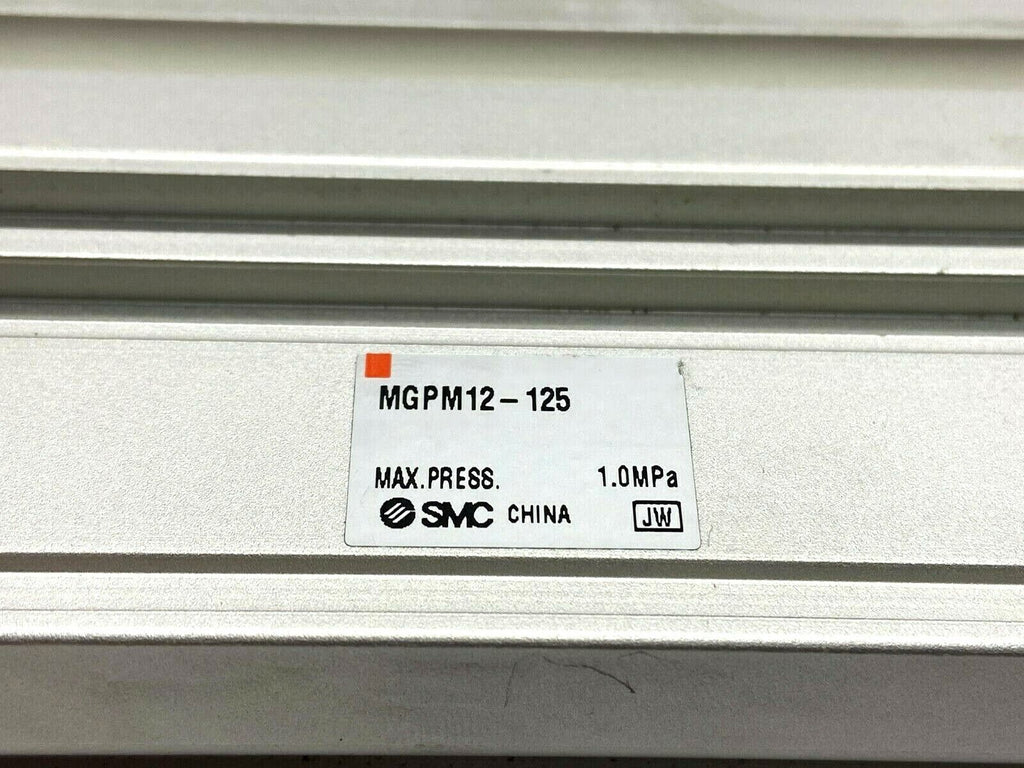 MGPM12-125
MAX.PRESS. 1.0MPa
SMC CHINA JW